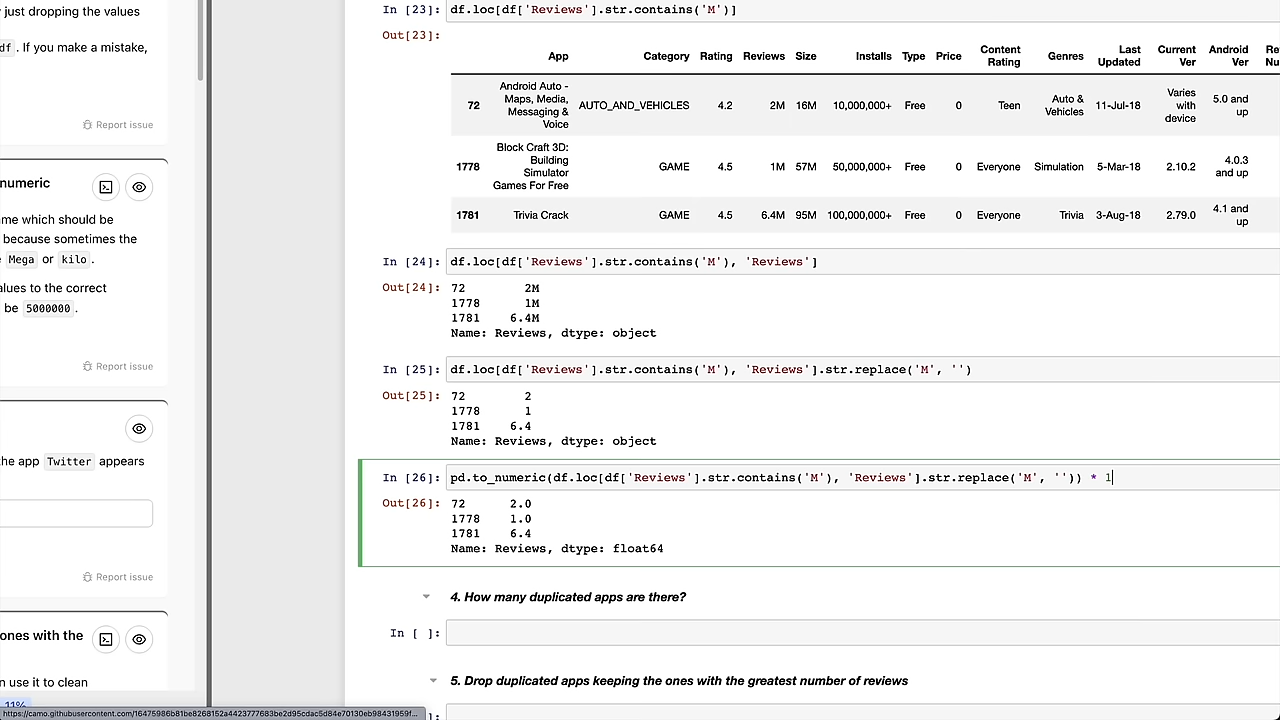 just dropping the values
df . If you make a mistake,
Report issue
numeric
me which should be
because sometimes the
Mega or kilo .
alues to the correct
be 5000000 .
Report issue
he app Twitter appears
Report issue
ones with the
n use it to clean
11%
https://camo.githubusercontent.com/16475986b81be8268152a4423777683be2d95cdac5d84e70130eb98431959f...
In [23]: df.loc[df['Reviews'].str.contains('M')]
Out[23]:
App Category Rating Reviews Size Installs Type Price Content Rating Genres Last Updated Current Ver Android Ver Re Nu
72 Android Auto - Maps, Media, Messaging & Voice AUTO_AND_VEHICLES 4.2 2M 16M 10,000,000+ Free 0 Teen Auto & Vehicles 11-Jul-18 Varies with device 5.0 and up
1778 Block Craft 3D: Building Simulator Games For Free GAME 4.5 1M 57M 50,000,000+ Free 0 Everyone Simulation 5-Mar-18 2.10.2 4.0.3 and up
1781 Trivia Crack GAME 4.5 6.4M 95M 100,000,000+ Free 0 Everyone Trivia 3-Aug-18 2.79.0 4.1 and up
In [24]: df.loc[df['Reviews'].str.contains('M'), 'Reviews']
Out[24]: 72 2M
1778 1M
1781 6.4M
Name: Reviews, dtype: object
In [25]: df.loc[df['Reviews'].str.contains('M'), 'Reviews'].str.replace('M', '')
Out[25]: 72 2
1778 1
1781 6.4
Name: Reviews, dtype: object
In [26]: pd.to_numeric(df.loc[df['Reviews'].str.contains('M'), 'Reviews'].str.replace('M', '')) * 1
Out[26]: 72 2.0
1778 1.0
1781 6.4
Name: Reviews, dtype: float64
4. How many duplicated apps are there?
In [ ]:
5. Drop duplicated apps keeping the ones with the greatest number of reviews
]: